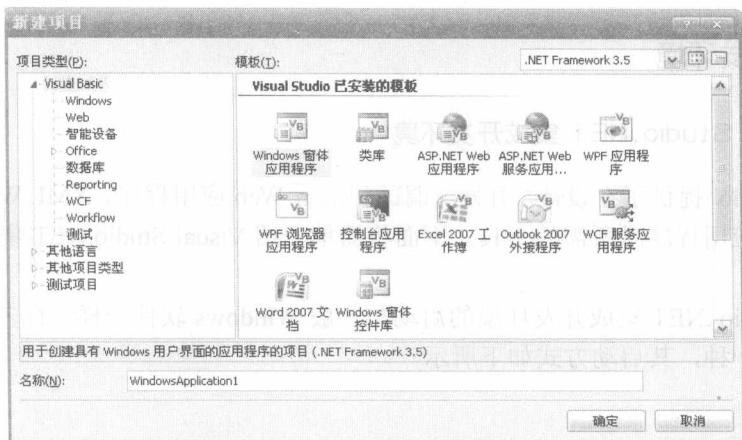 新建项目
项目类型(P):
模板(T):
.NET Framework 3.5
Visual Basic
Windows
Web
智能设备
Office
数据库
Reporting
WCF
Workflow
测试
其他语言
其他项目类型
测试项目
Visual Studio 已安装的模板
Windows 窗体应用程序
类库
ASP.NET Web 应用程序
ASP.NET Web 服务应用...
WPF 应用程序
WPF 浏览器应用程序
控制台应用程序
Excel 2007 工作簿
Outlook 2007 外接程序
WCF 服务应用程序
Word 2007 文档
Windows 窗体控件库
用于创建具有 Windows 用户界面的应用程序的项目 (.NET Framework 3.5)
名称(N):
WindowsApplication1
确定
取消